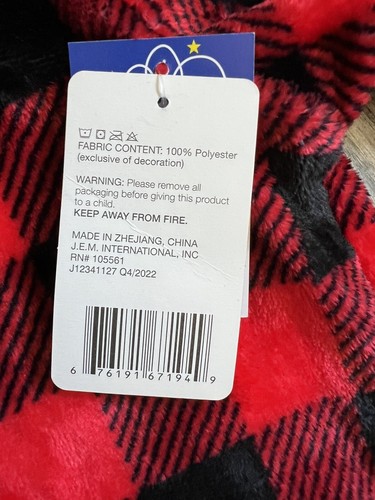 FABRIC CONTENT: 100% Polyester
(exclusive of decoration)
WARNING: Please remove all
packaging before giving this product
to a child.
KEEP AWAY FROM FIRE.
MADE IN ZHEJIANG, CHINA
J.E.M. INTERNATIONAL, INC
RN# 105561
J12341127 Q4/2022
6 76191 67194 9